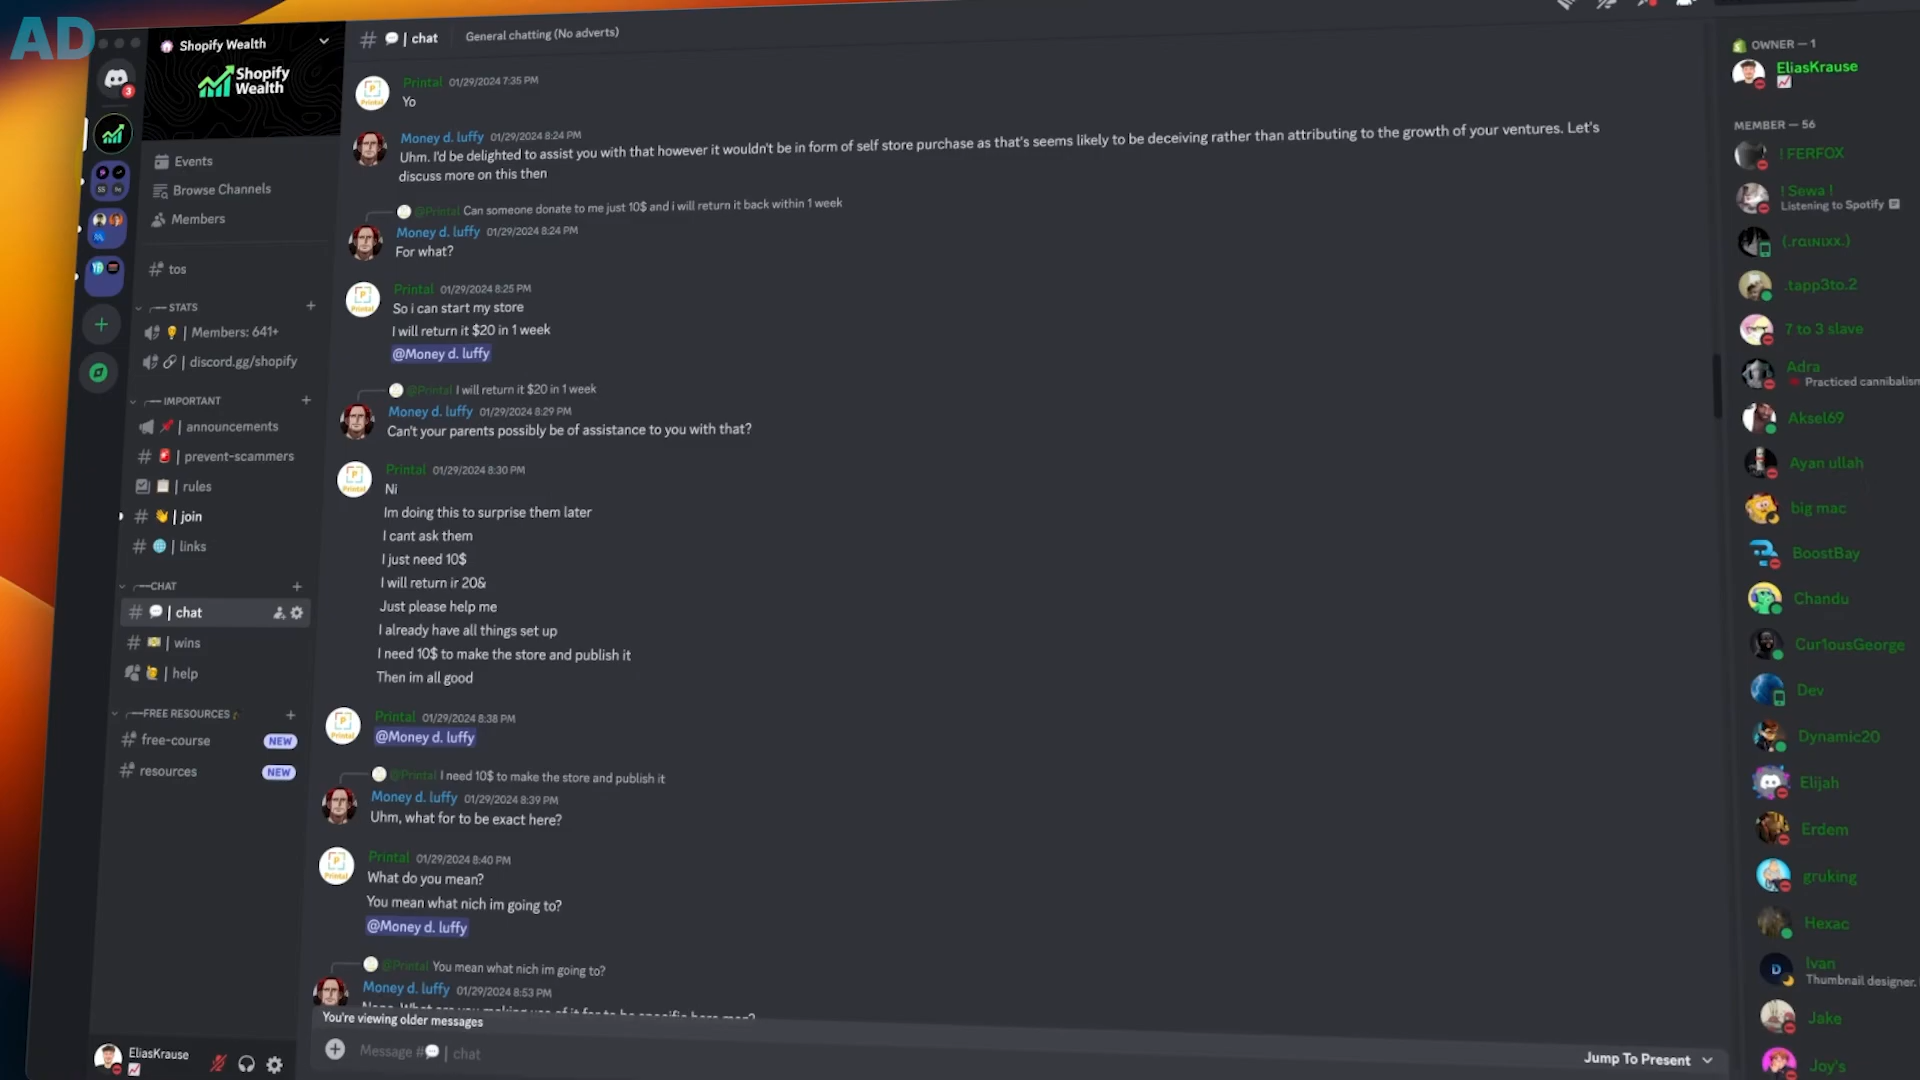 AD
Shopify Wealth
Shopify
Wealth
3
Events
Browse Channels
Members
tos
STATS
| Members: 641+
| discord.gg/shopify
IMPORTANT
| announcements
| prevent-scammers
| rules
| join
| links
CHAT
| chat
| wins
| help
FREE RESOURCES
free-course NEW
resources NEW
EliasKrause
# | chat General chatting (No adverts)
Printal 01/29/2024 7:35 PM
Yo
Money d. luffy 01/29/2024 8:24 PM
Uhm. I'd be delighted to assist you with that however it wouldn't be in form of self store purchase as that's seems likely to be deceiving rather than attributing to the growth of your ventures. Let's
discuss more on this then
@Printal Can someone donate to me just 10$ and i will return it back within 1 week
Money d. luffy 01/29/2024 8:24 PM
For what?
Printal 01/29/2024 8:25 PM
So i can start my store
I will return it $20 in 1 week
@Money d. luffy
@Printal I will return it $20 in 1 week
Money d. luffy 01/29/2024 8:29 PM
Can't your parents possibly be of assistance to you with that?
Printal 01/29/2024 8:30 PM
Ni
Im doing this to surprise them later
I cant ask them
I just need 10$
I will return ir 20&
Just please help me
I already have all things set up
I need 10$ to make the store and publish it
Then im all good
Printal 01/29/2024 8:38 PM
@Money d. luffy
@Printal I need 10$ to make the store and publish it
Money d. luffy 01/29/2024 8:39 PM
Uhm, what for to be exact here?
Printal 01/29/2024 8:40 PM
What do you mean?
You mean what nich im going to?
@Money d. luffy
@Printal You mean what nich im going to?
Money d. luffy 01/29/2024 8:53 PM
You're viewing older messages
Jump To Present
Message # | chat
OWNER — 1
EliasKrause
MEMBER — 56
! FERFOX
! Sewa !
Listening to Spotify
.tapp3to.2
7 to 3 slave
Adra
Practiced cannibalism
Aksel69
Ayan ullah
big mac
BoostBay
Chandu
Cur1ousGeorge
Dev
Dynamic20
Elijah
Erdem
gruking
Hexac
Ivan
Thumbnail designer.
Jake
Joy's